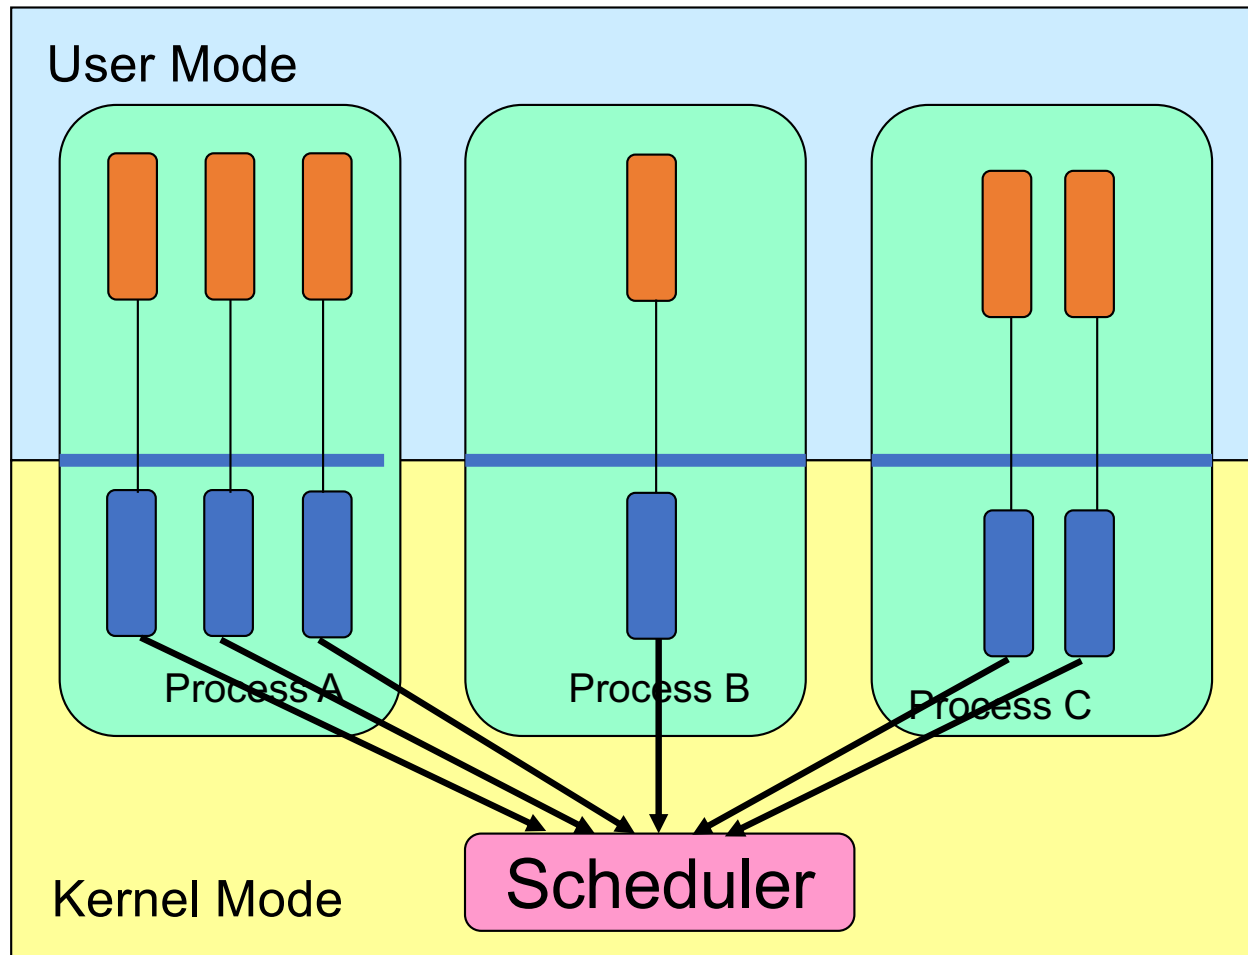 User Mode
Process A
Process B
Process C
Scheduler
Kernel Mode